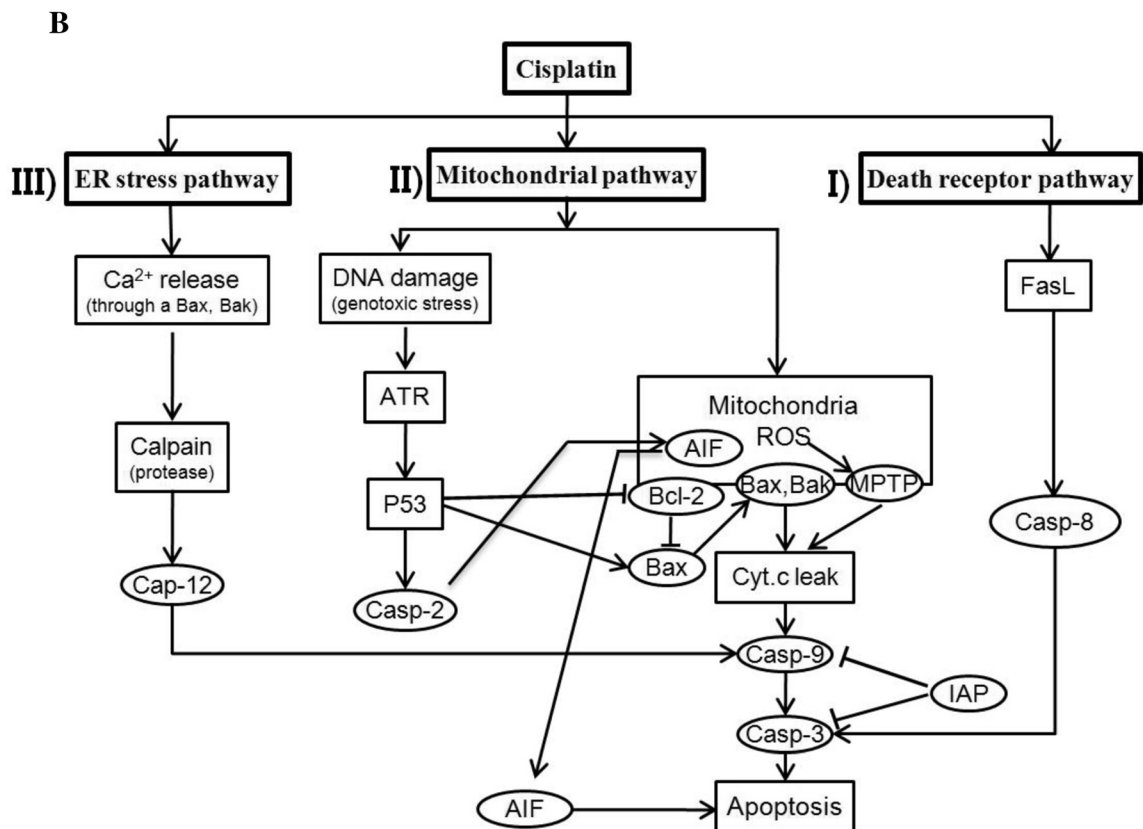 B
Cisplatin
III)
ER stress pathway
II)
Mitochondrial pathway
I)
Death receptor pathway
Ca²⁺ release
(through a Bax, Bak)
DNA damage
(genotoxic stress)
FasL
ATR
Mitochondria
ROS
AIF
Calpain
(protease)
Bcl-2
Bax,Bak
MPTP
P53
Casp-8
Bax
Cyt.c leak
Cap-12
Casp-2
Casp-9
IAP
Casp-3
AIF
Apoptosis